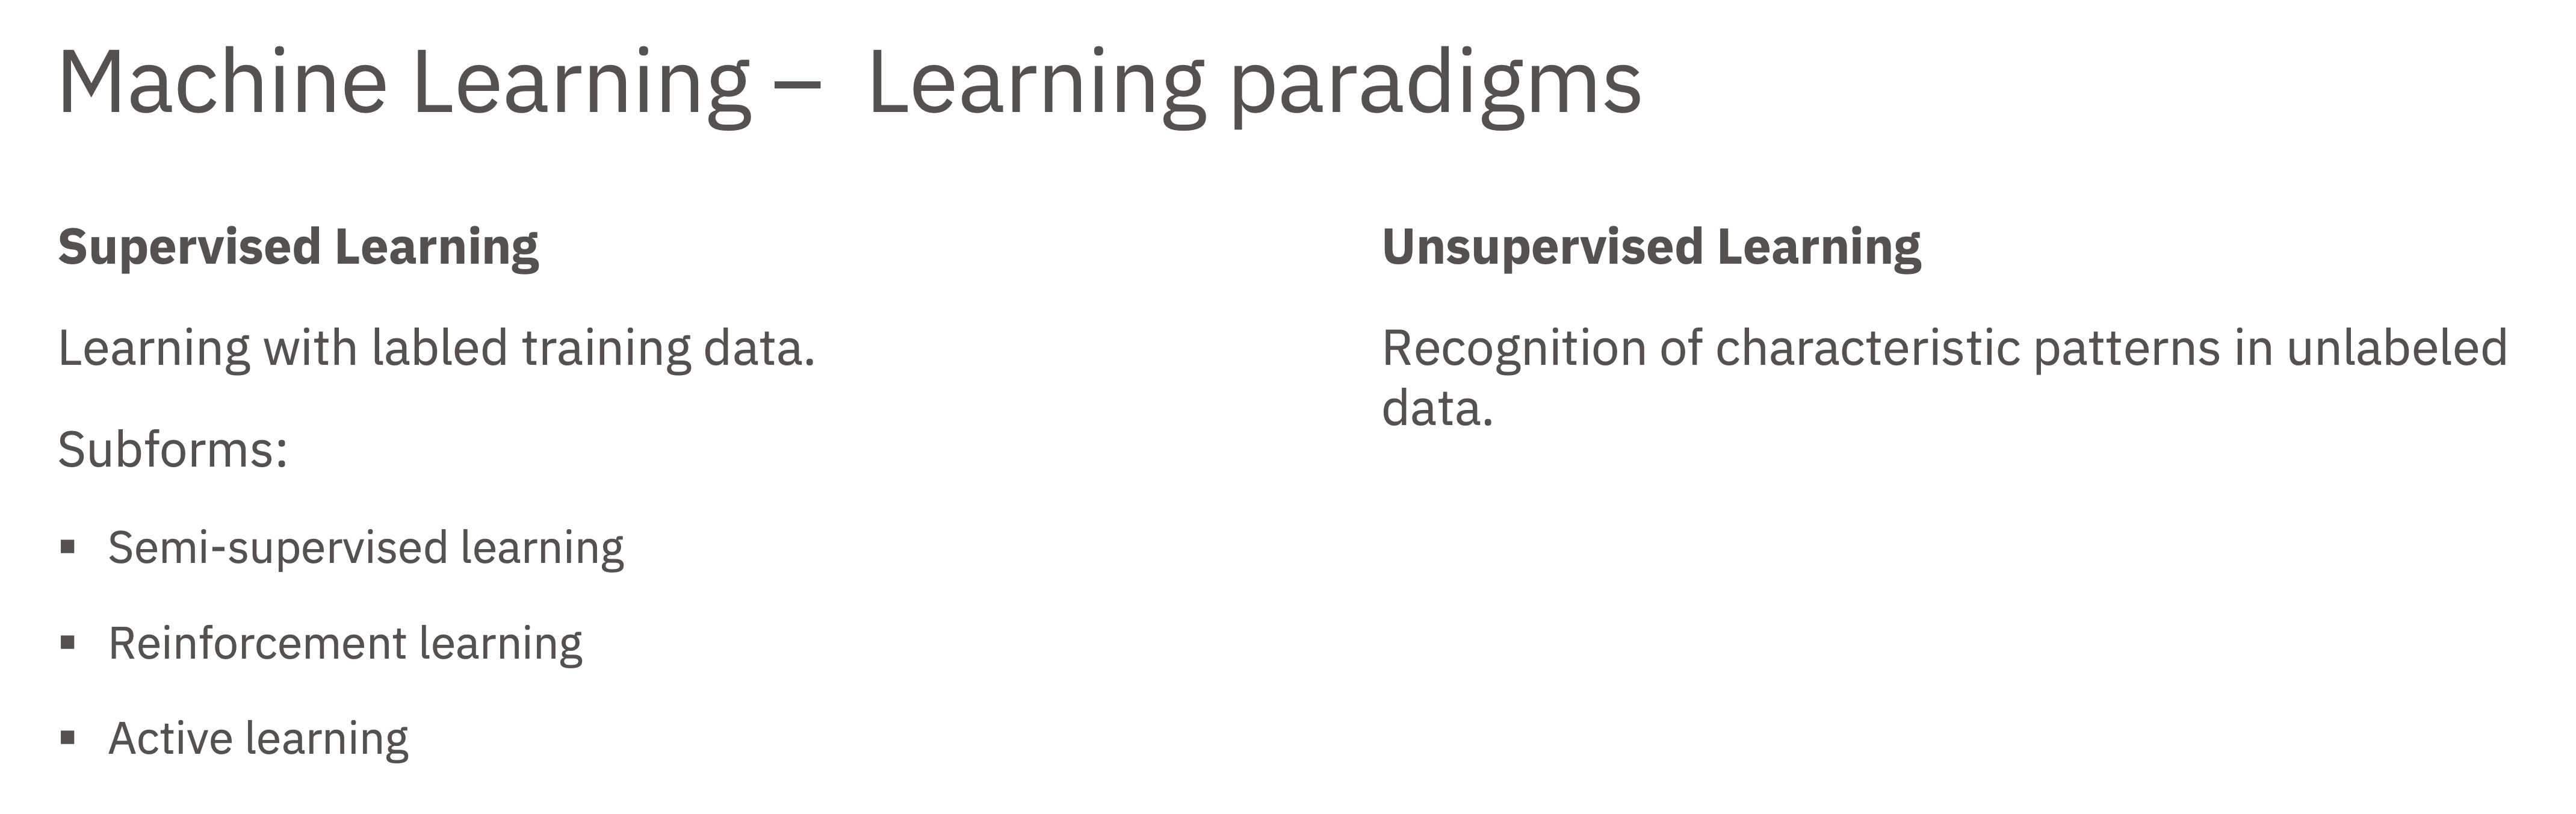 Machine Learning –  Learning paradigms
Supervised Learning
Learning with labled training data.
Subforms:
▪ Semi-supervised learning
▪ Reinforcement learning
▪ Active learning
Unsupervised Learning
Recognition of characteristic patterns in unlabeled
data.